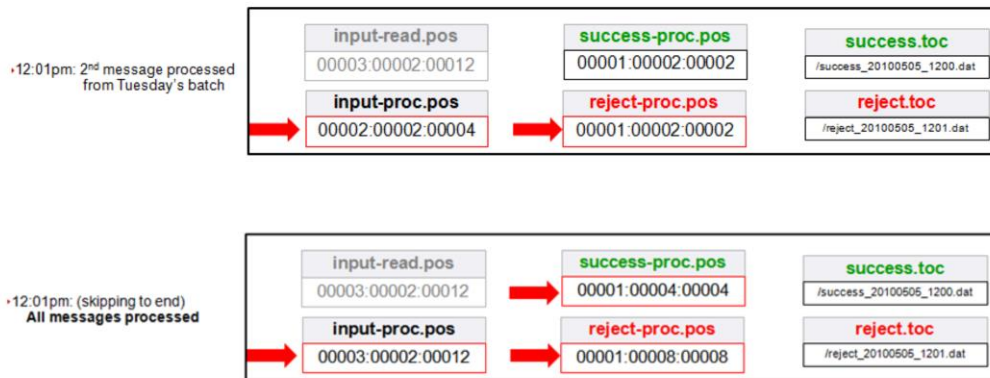 input-read.pos
success-proc.pos
success.toc
00003:00002:00012
00001:00002:00002
/success_20100505_1200.dat
12:01pm: 2nd message processed
from Tuesday's batch
input-proc.pos
reject-proc.pos
reject.toc
00002:00002:00004
00001:00002:00002
/reject_20100505_1201.dat
input-read.pos
success-proc.pos
success.toc
00003:00002:00012
00001:00004:00004
/success_20100505_1200.dat
12:01pm: (skipping to end)
All messages processed
input-proc.pos
reject-proc.pos
reject.toc
00003:00002:00012
00001:00008:00008
/reject_20100505_1201.dat